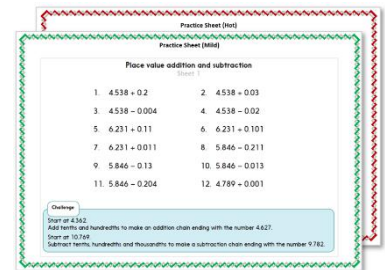 Practice Sheet (Hot)
Practice Sheet (Mild)
Place value addition and subtraction
Sheet 1
1. 4.538 + 0.2 2. 4.538 + 0.03
3. 4.538 – 0.004 4. 4.538 – 0.02
5. 6.231 + 0.11 6. 6.231 + 0.101
7. 6.231 + 0.011 8. 5.846 – 0.211
9. 5.846 – 0.13 10. 5.846 – 0.013
11. 5.846 – 0.204 12. 4.789 + 0.001
Challenge
Start at 4.362.
Add tenths and hundredths to make an addition chain ending with the number 4.627.
Start at 10.769.
Subtract tenths, hundredths and thousandths to make a subtraction chain ending with the number 9.782.